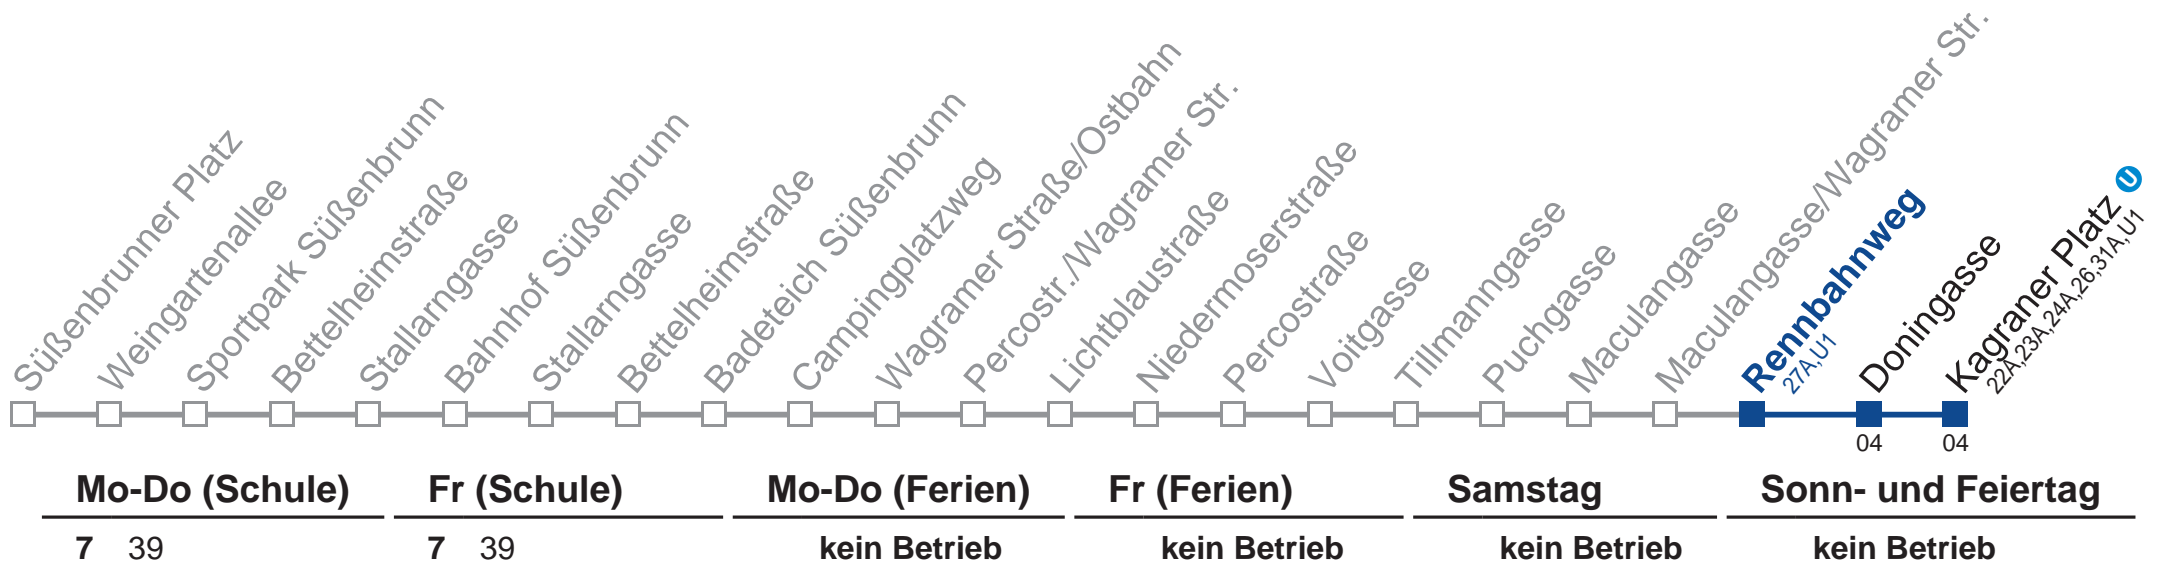 Süßenbrunner Platz
Weingartenallee
Sportpark Süßenbrunn
Bettelheimstraße
Stallarngasse
Bahnhof Süßenbrunn
Stallarngasse
Bettelheimstraße
Badeteich Süßenbrunn
Campingplatzweg
Wagramer Straße/Ostbahn
Percostr./Wagramer Str.
Lichtblaustraße
Niedermoserstraße
Percostraße
Voitgasse
Tillmanngasse
Puchgasse
Maculangasse
Maculangasse/Wagramer Str.
Rennbahnweg
27A,U1
Doningasse
Kagraner Platz U
22A,23A,24A,26,31A,U1
04 04
Mo-Do (Schule) Fr (Schule) Mo-Do (Ferien) Fr (Ferien) Samstag Sonn- und Feiertag
7 39 7 39 kein Betrieb kein Betrieb kein Betrieb kein Betrieb